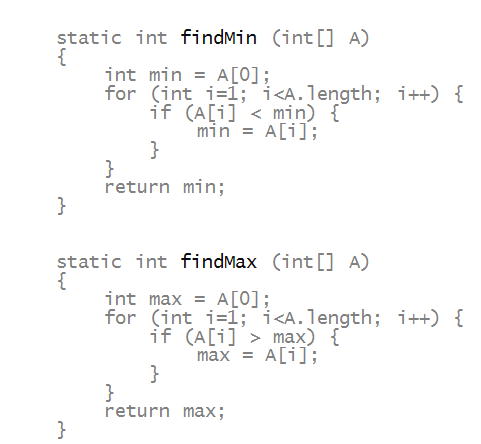 static int findMin (int[] A)
{
    int min = A[0];
    for (int i=1; i<A.length; i++) {
        if (A[i] < min) {
            min = A[i];
        }
    }
    return min;
}
static int findMax (int[] A)
{
    int max = A[0];
    for (int i=1; i<A.length; i++) {
        if (A[i] > max) {
            max = A[i];
        }
    }
    return max;
}